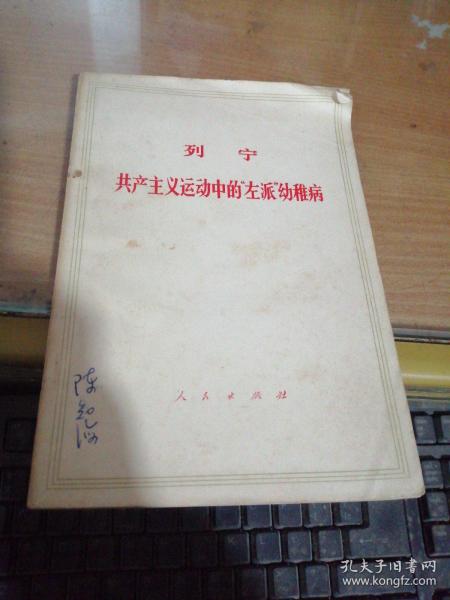 列宁
共产主义运动中的“左派”幼稚病
人民出版社
陈
孔夫子旧书网
www.kongfz.com